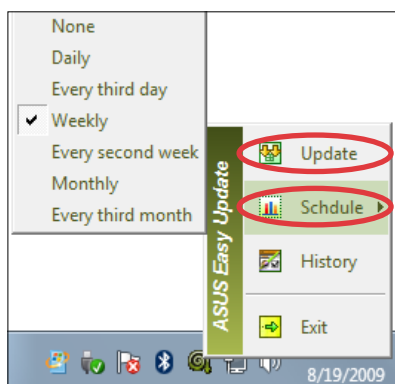 None
Daily
Every third day
Weekly
Every second week
Monthly
Every third month
ASUS Easy Update
Update
Schdule
History
Exit
8/19/2009